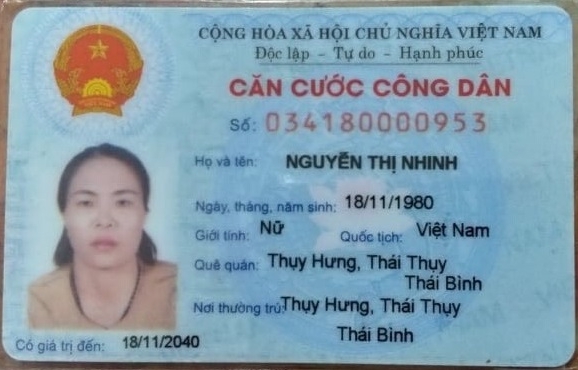 CỘNG HÒA XÃ HỘI CHỦ NGHĨA VIỆT NAM
Độc lập - Tự do - Hạnh phúc
CĂN CƯỚC CÔNG DÂN
Số: 034180000953
Họ và tên: NGUYỄN THỊ NHINH
Ngày, tháng, năm sinh: 18/11/1980
Giới tính: Nữ Quốc tịch: Việt Nam
Quê quán: Thụy Hưng, Thái Thụy
Thái Bình
Nơi thường trú: Thụy Hưng, Thái Thụy
Thái Bình
Có giá trị đến: 18/11/2040